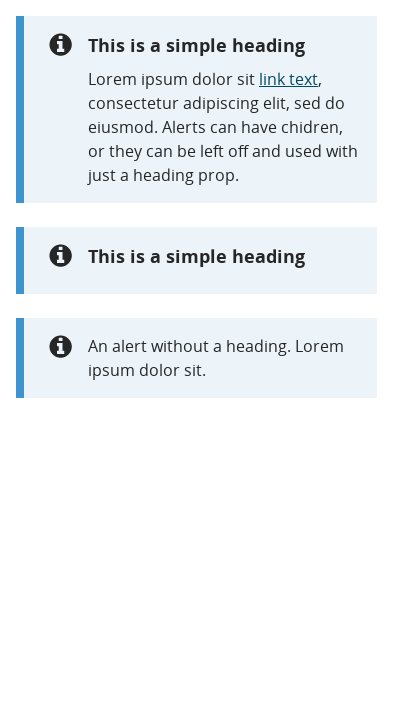 This is a simple heading
Lorem ipsum dolor sit link text,
consectetur adipiscing elit, sed do
eiusmod. Alerts can have chidren,
or they can be left off and used with
just a heading prop.
This is a simple heading
An alert without a heading. Lorem
ipsum dolor sit.